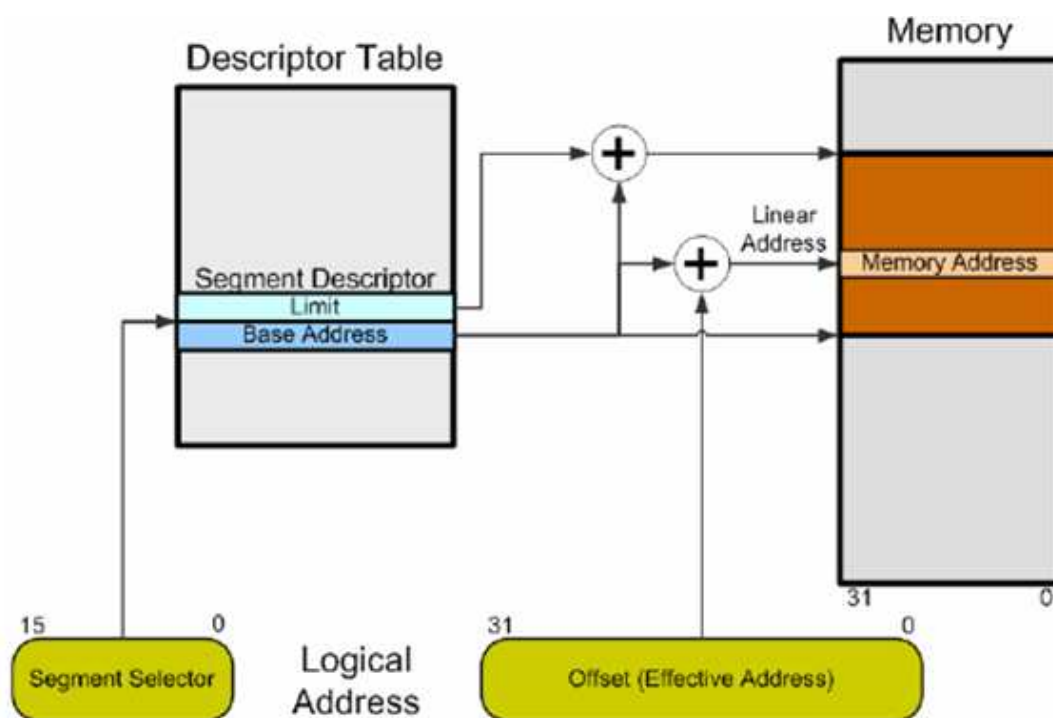 Descriptor Table
Memory
Linear
Address
Memory Address
Segment Descriptor
Limit
Base Address
31 0
15 0
31 0
Segment Selector
Logical
Address
Offset (Effective Address)